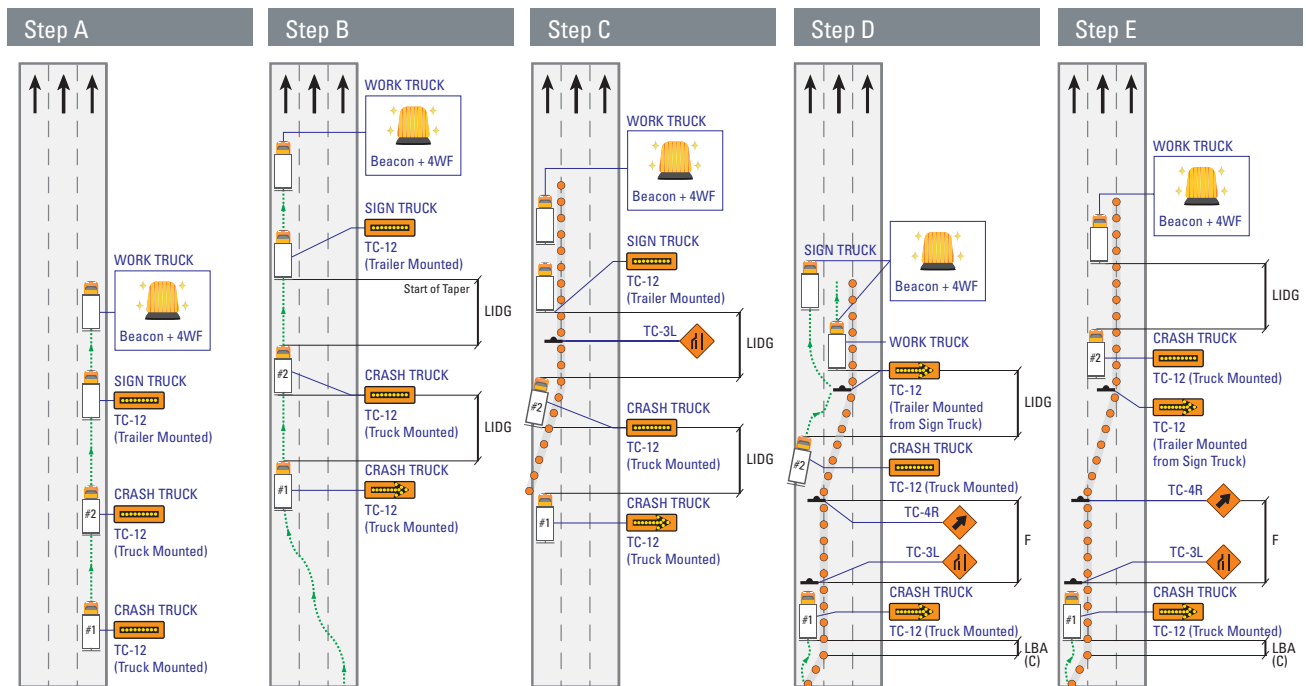 Step A
WORK TRUCK
Beacon + 4WF
SIGN TRUCK
TC-12
(Trailer Mounted)
CRASH TRUCK
#2
TC-12
(Truck Mounted)
CRASH TRUCK
#1
TC-12
(Truck Mounted)
Step B
WORK TRUCK
Beacon + 4WF
SIGN TRUCK
TC-12
(Trailer Mounted)
Start of Taper
LIDG
#2
CRASH TRUCK
TC-12
(Truck Mounted)
LIDG
CRASH TRUCK
#1
TC-12
(Truck Mounted)
Step C
WORK TRUCK
Beacon + 4WF
SIGN TRUCK
TC-12
(Trailer Mounted)
TC-3L
LIDG
#2
CRASH TRUCK
TC-12
(Truck Mounted)
LIDG
CRASH TRUCK
#1
TC-12
(Truck Mounted)
Step D
SIGN TRUCK
Beacon + 4WF
WORK TRUCK
TC-12
(Trailer Mounted
from Sign Truck)
LIDG
CRASH TRUCK
#2
TC-12 (Truck Mounted)
TC-4R
F
TC-3L
CRASH TRUCK
#1
TC-12 (Truck Mounted)
LBA
(C)
Step E
WORK TRUCK
Beacon + 4WF
LIDG
CRASH TRUCK
#2
TC-12 (Truck Mounted)
TC-12
(Trailer Mounted
from Sign Truck)
TC-4R
F
TC-3L
CRASH TRUCK
#1
TC-12 (Truck Mounted)
LBA
(C)